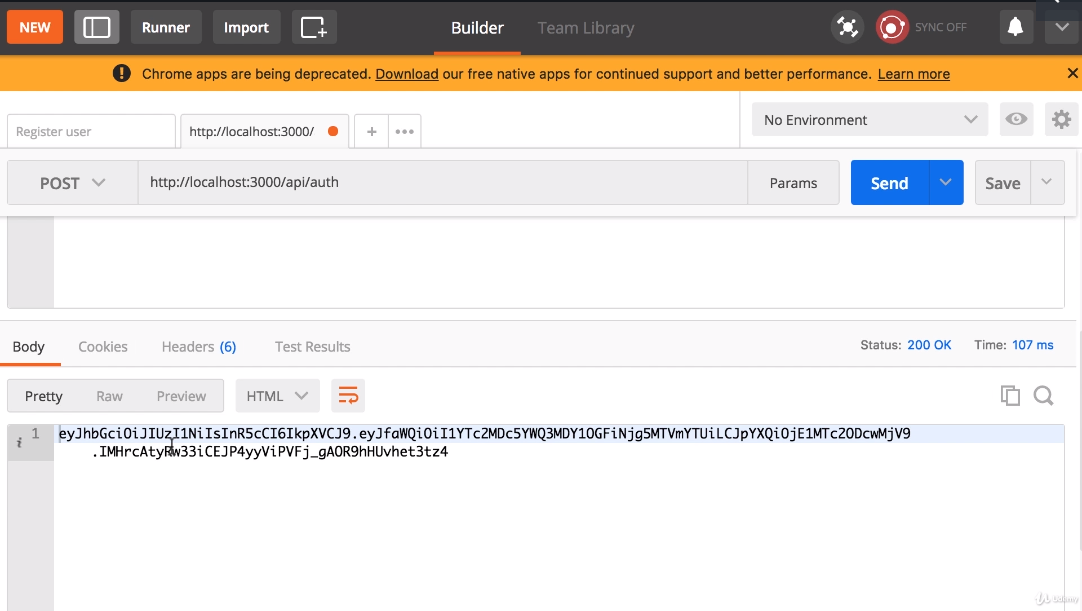 NEW Runner Import Builder Team Library SYNC OFF
Chrome apps are being deprecated. Download our free native apps for continued support and better performance. Learn more
Register user http://localhost:3000/ No Environment
POST http://localhost:3000/api/auth Params Send Save
Body Cookies Headers (6) Test Results Status: 200 OK Time: 107 ms
Pretty Raw Preview HTML
i 1 eyJhbGciOiJIUzI1NiIsInR5cCI6IkpXVCJ9.eyJfaWQiOiI1YTc2MDc5YWQ3MDY1OGFiNjg5MTVmYTUiLCJpYXQiOjE1MTc2ODcwMjV9
.IMHrcAtyRw33iCEJP4yyViPVFj_gAOR9hHUvhet3tz4
Udemy